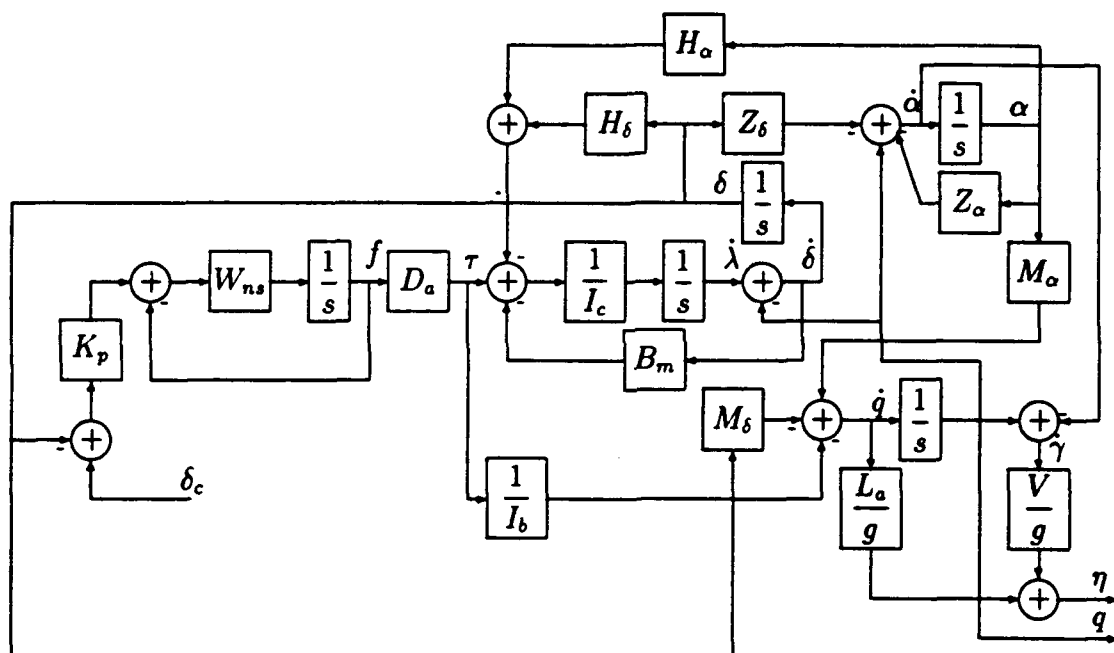 H_α
H_δ
Z_δ
α̇
1/s
α
δ
1/s
Z_α
δ̇
M_α
W_ns
1/s
f
D_a
τ
1/I_c
1/s
λ̇
K_p
B_m
M_δ
q̇
1/s
γ̇
δ_c
1/I_b
L_a/g
V/g
η
q
+
+
+
+
+
+
+
+
+
-
-
-
-
-
-
-
-
-
-